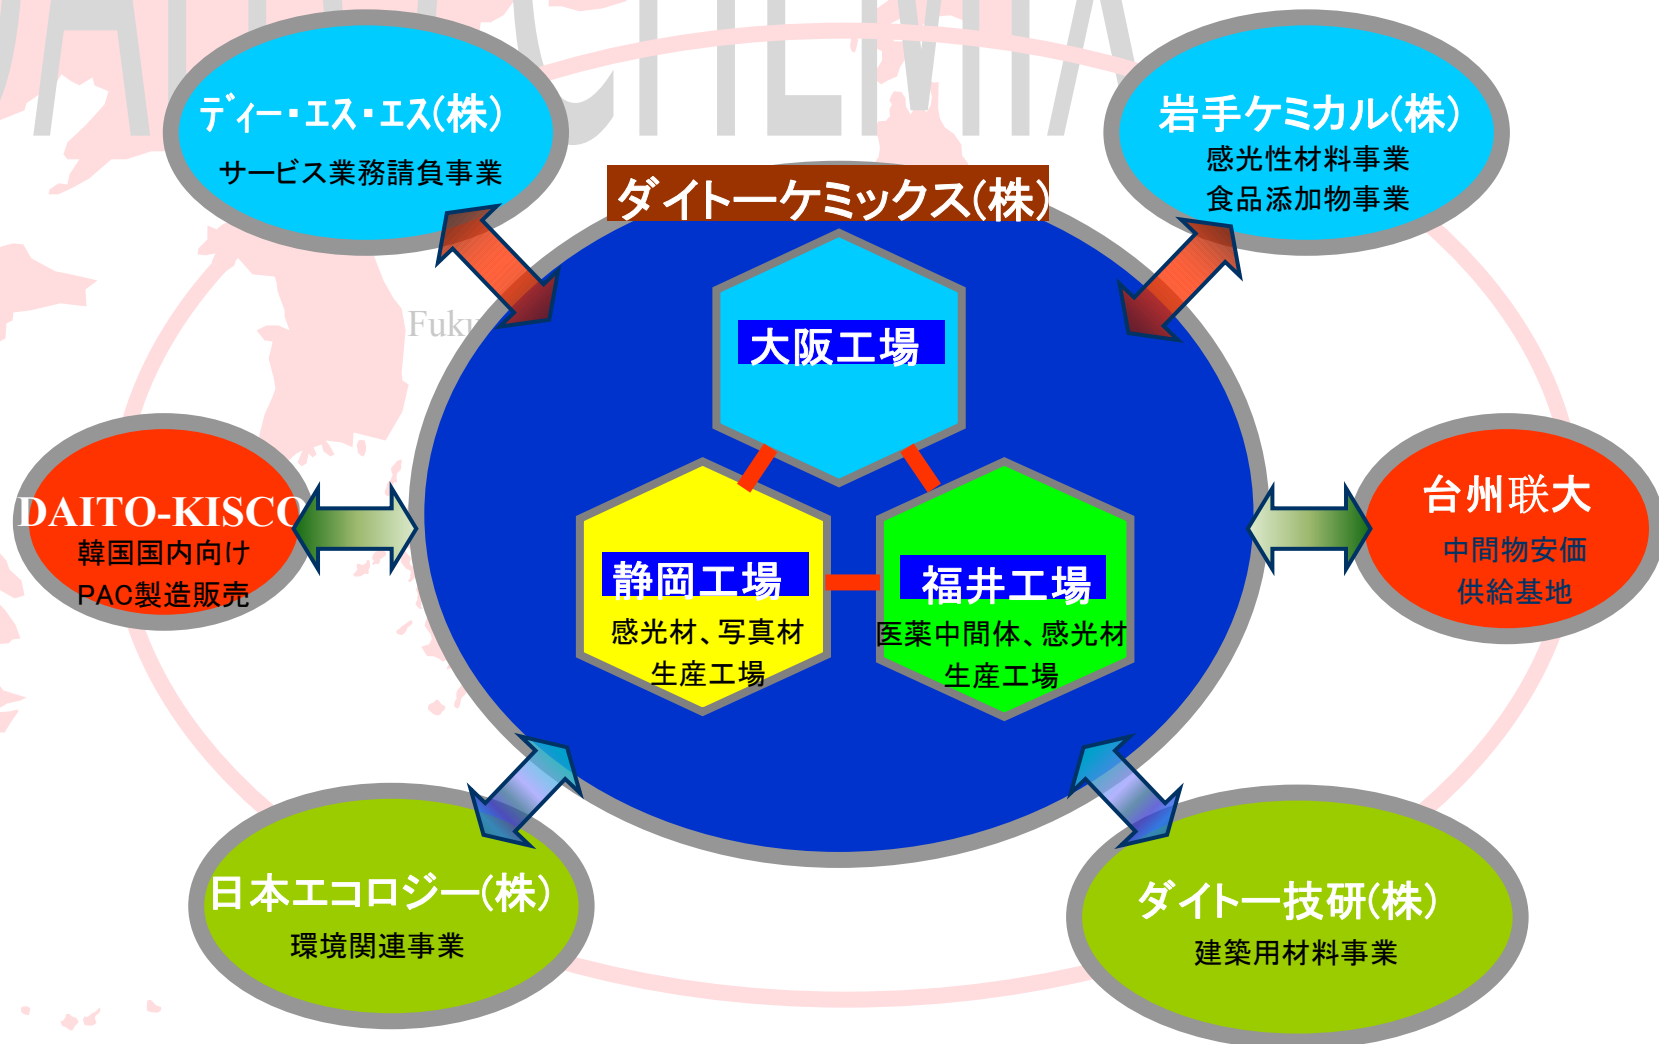 ディー・エス・エス(株)
サービス業務請負事業
岩手ケミカル(株)
感光性材料事業
食品添加物事業
ダイトーケミックス(株)
大阪工場
静岡工場
感光材、写真材
生産工場
福井工場
医薬中間体、感光材
生産工場
DAITO-KISCO
韓国国内向け
PAC製造販売
台州联大
中間物安価
供給基地
日本エコロジー(株)
環境関連事業
ダイトー技研(株)
建築用材料事業